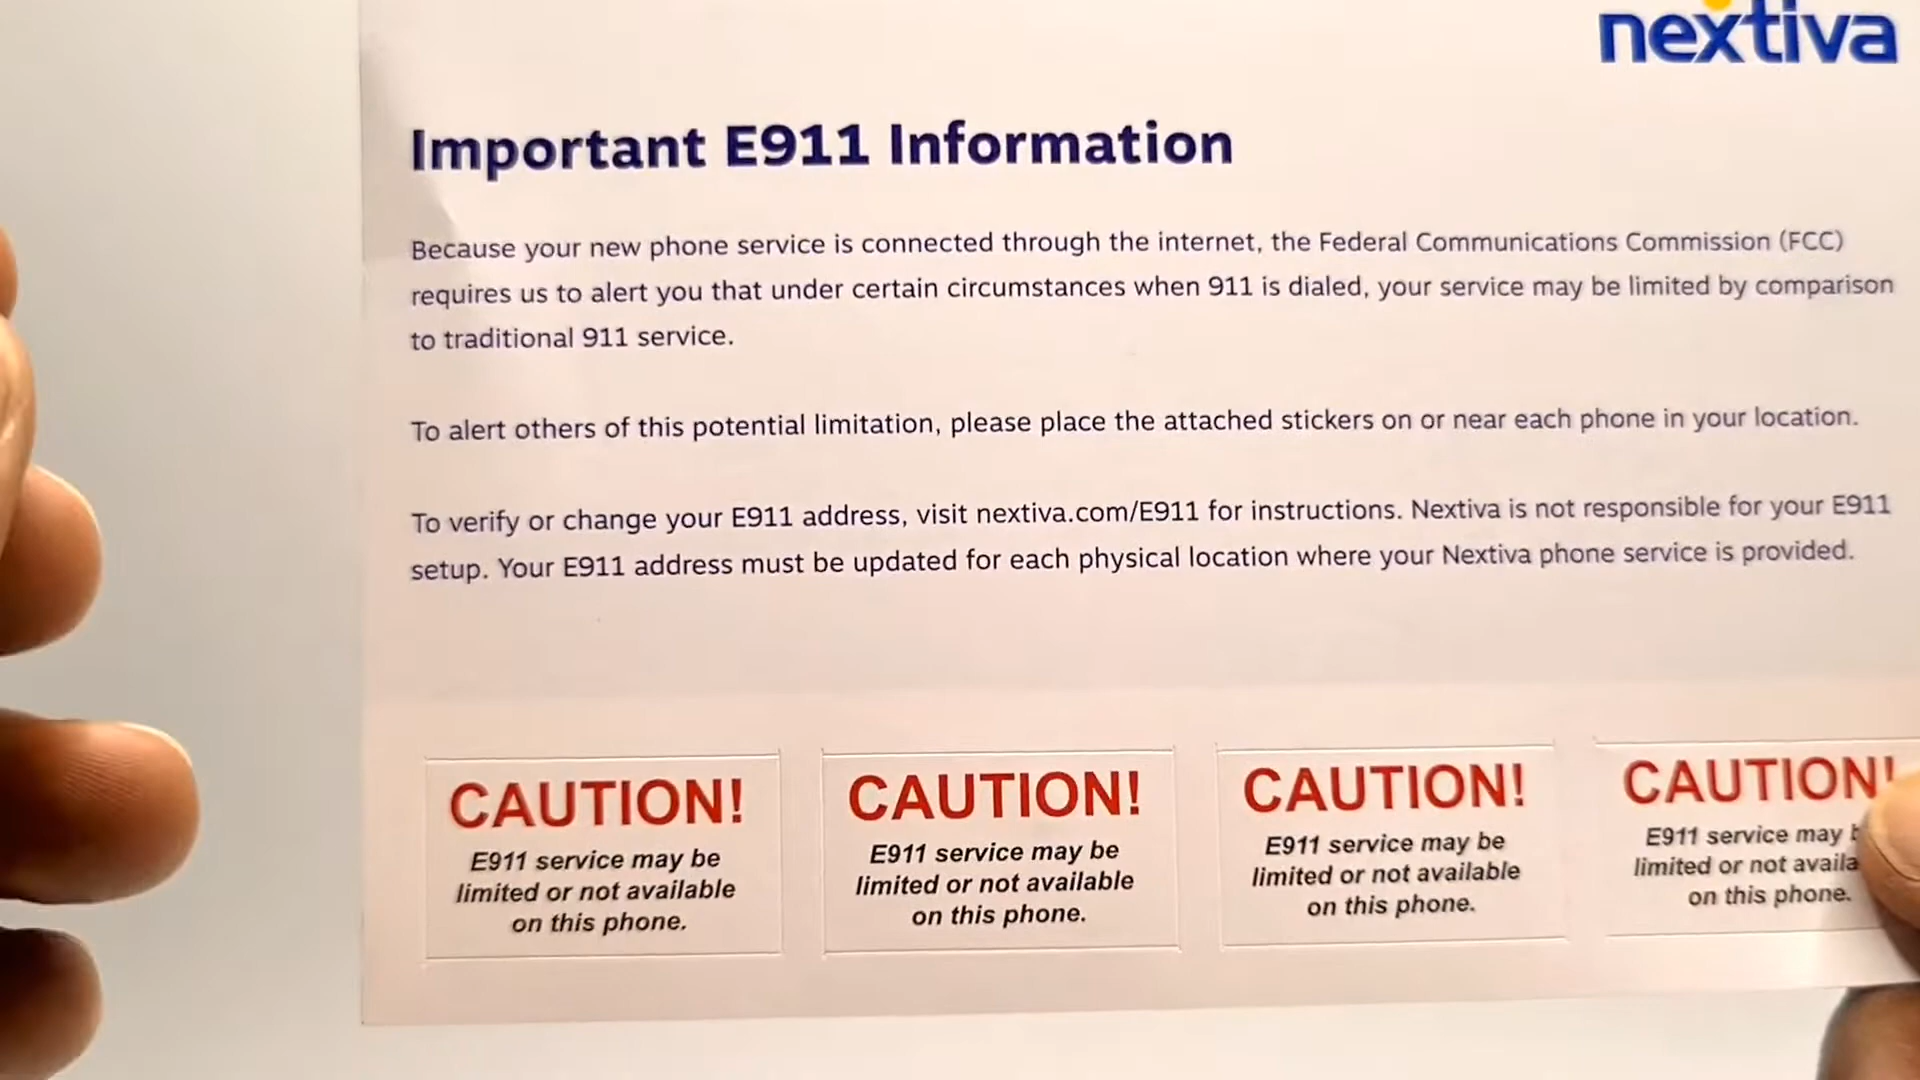 nextiva
Important E911 Information
Because your new phone service is connected through the internet, the Federal Communications Commission (FCC)
requires us to alert you that under certain circumstances when 911 is dialed, your service may be limited by comparison
to traditional 911 service.
To alert others of this potential limitation, please place the attached stickers on or near each phone in your location.
To verify or change your E911 address, visit nextiva.com/E911 for instructions. Nextiva is not responsible for your E911
setup. Your E911 address must be updated for each physical location where your Nextiva phone service is provided.
CAUTION!
E911 service may be
limited or not available
on this phone.
CAUTION!
E911 service may be
limited or not available
on this phone.
CAUTION!
E911 service may be
limited or not available
on this phone.
CAUTION!
E911 service may
limited or not
on this phone.